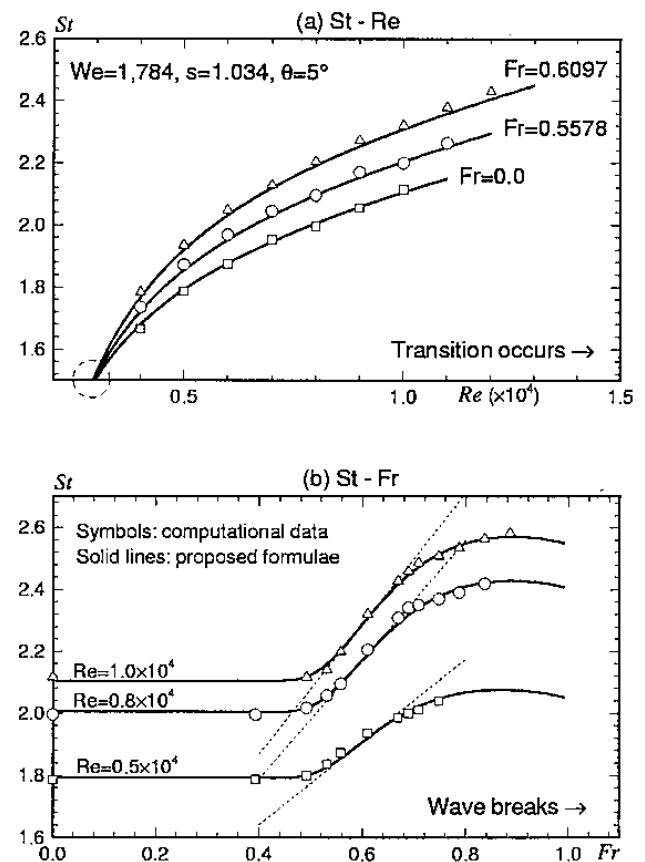 (a) St - Re
St
2.6
We=1,784, s=1.034, θ=5°
Fr=0.6097
2.4
Fr=0.5578
2.2
Fr=0.0
2.0
1.8
1.6
Transition occurs →
0.5
1.0
1.5
Re (×10⁴)
(b) St - Fr
St
2.6
Symbols: computational data
Solid lines: proposed formulae
2.4
2.2
Re=1.0×10⁴
Re=0.8×10⁴
2.0
Re=0.5×10⁴
1.8
Wave breaks →
1.6
0.0
0.2
0.4
0.6
0.8
1.0
Fr